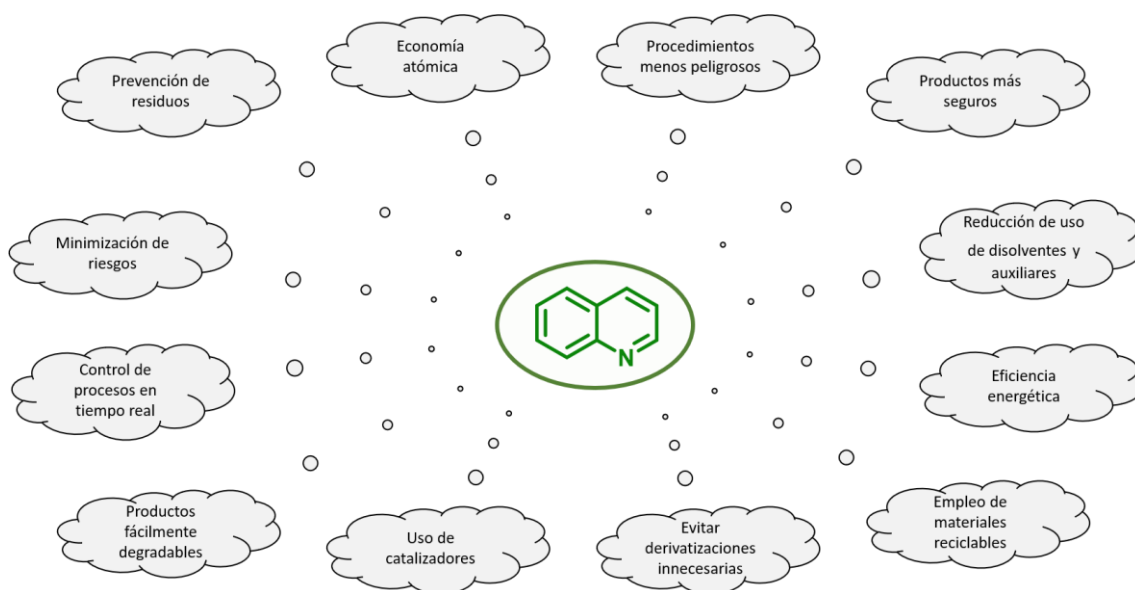 Prevención de
residuos
Economía
atómica
Procedimientos
menos peligrosos
Productos más
seguros
Minimización de
riesgos
Reducción de uso
de disolventes y
auxiliares
Control de
procesos en
tiempo real
Eficiencia
energética
Productos
fácilmente
degradables
Uso de
catalizadores
Evitar
derivatizaciones
innecesarias
Empleo de
materiales
reciclables
N